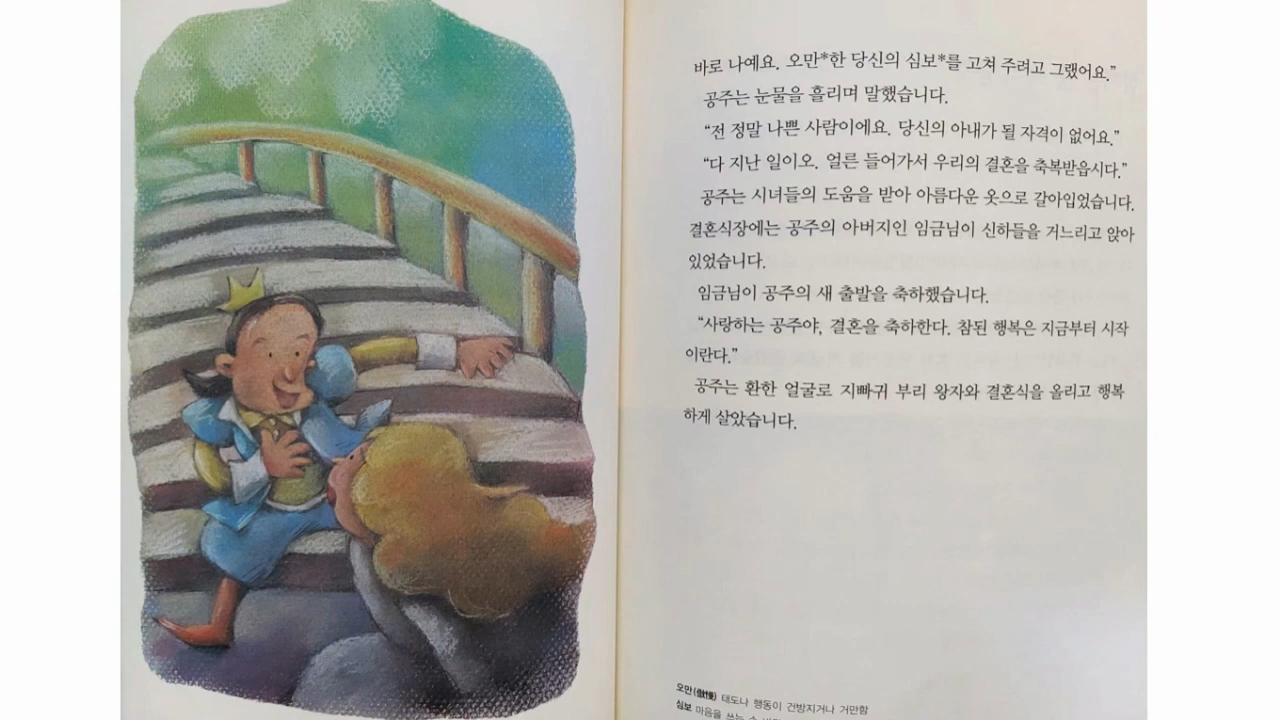 바로 나예요. 오만*한 당신의 심보*를 고쳐 주려고 그랬어요.”
공주는 눈물을 흘리며 말했습니다.
“전 정말 나쁜 사람이에요. 당신의 아내가 될 자격이 없어요.”
“다 지난 일이오. 얼른 들어가서 우리의 결혼을 축복받읍시다.”
공주는 시녀들의 도움을 받아 아름다운 옷으로 갈아입었습니다.
결혼식장에는 공주의 아버지인 임금님이 신하들을 거느리고 앉아
있었습니다.
임금님이 공주의 새 출발을 축하했습니다.
“사랑하는 공주야, 결혼을 축하한다. 참된 행복은 지금부터 시작
이란다.”
공주는 환한 얼굴로 지빠귀 부리 왕자와 결혼식을 올리고 행복
하게 살았습니다.
오만(傲慢) 태도나 행동이 건방지거나 거만함
심보 마음을 쓰는